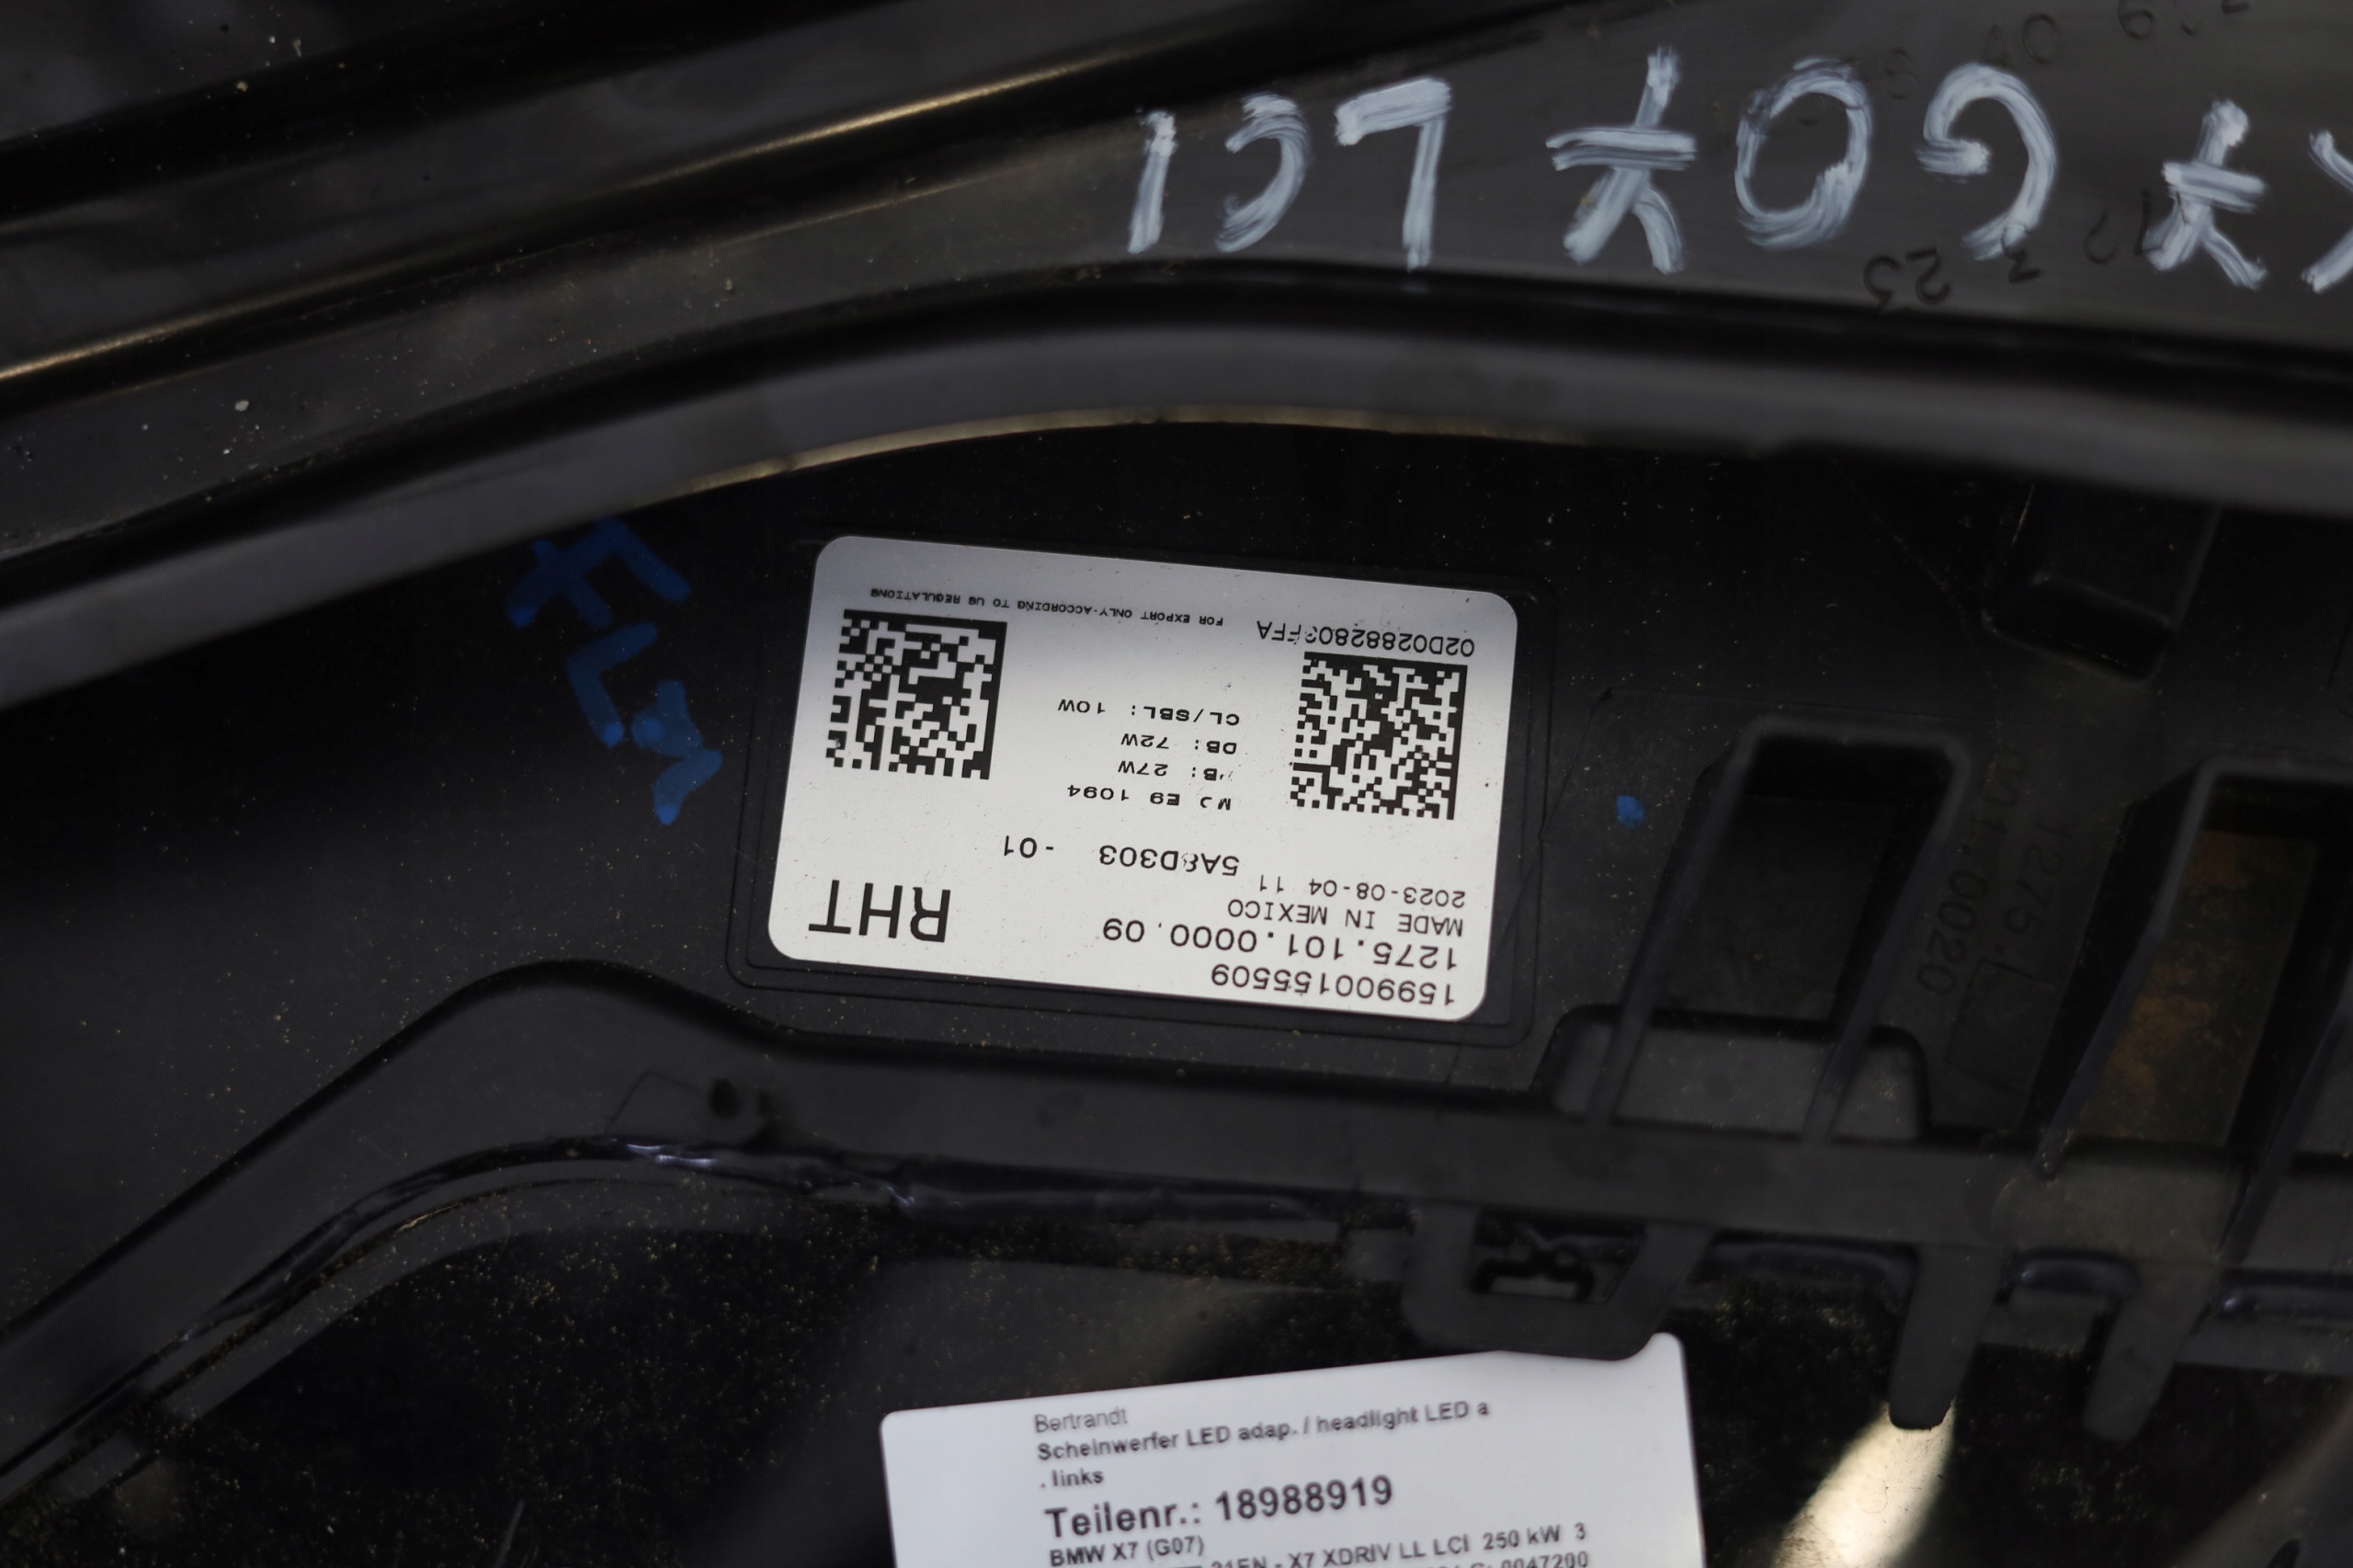 X7 G07 LCI
159900155509
1275.101.0000.09
MADE IN MEXICO
2023-08-04 11
RHT
5A8D303 -01
E9 1094
27W
DB: 72W
CL/SBL: 10W
FOR EXPORT ONLY-ACCORDING TO US REGULATIONS
Bertrandt
Scheinwerfer LED adap. / headlight LED a
. links
Teilenr.: 18988919
BMW X7 (G07)
X7 XDRIV LL LCI 250 kW 3
0047200